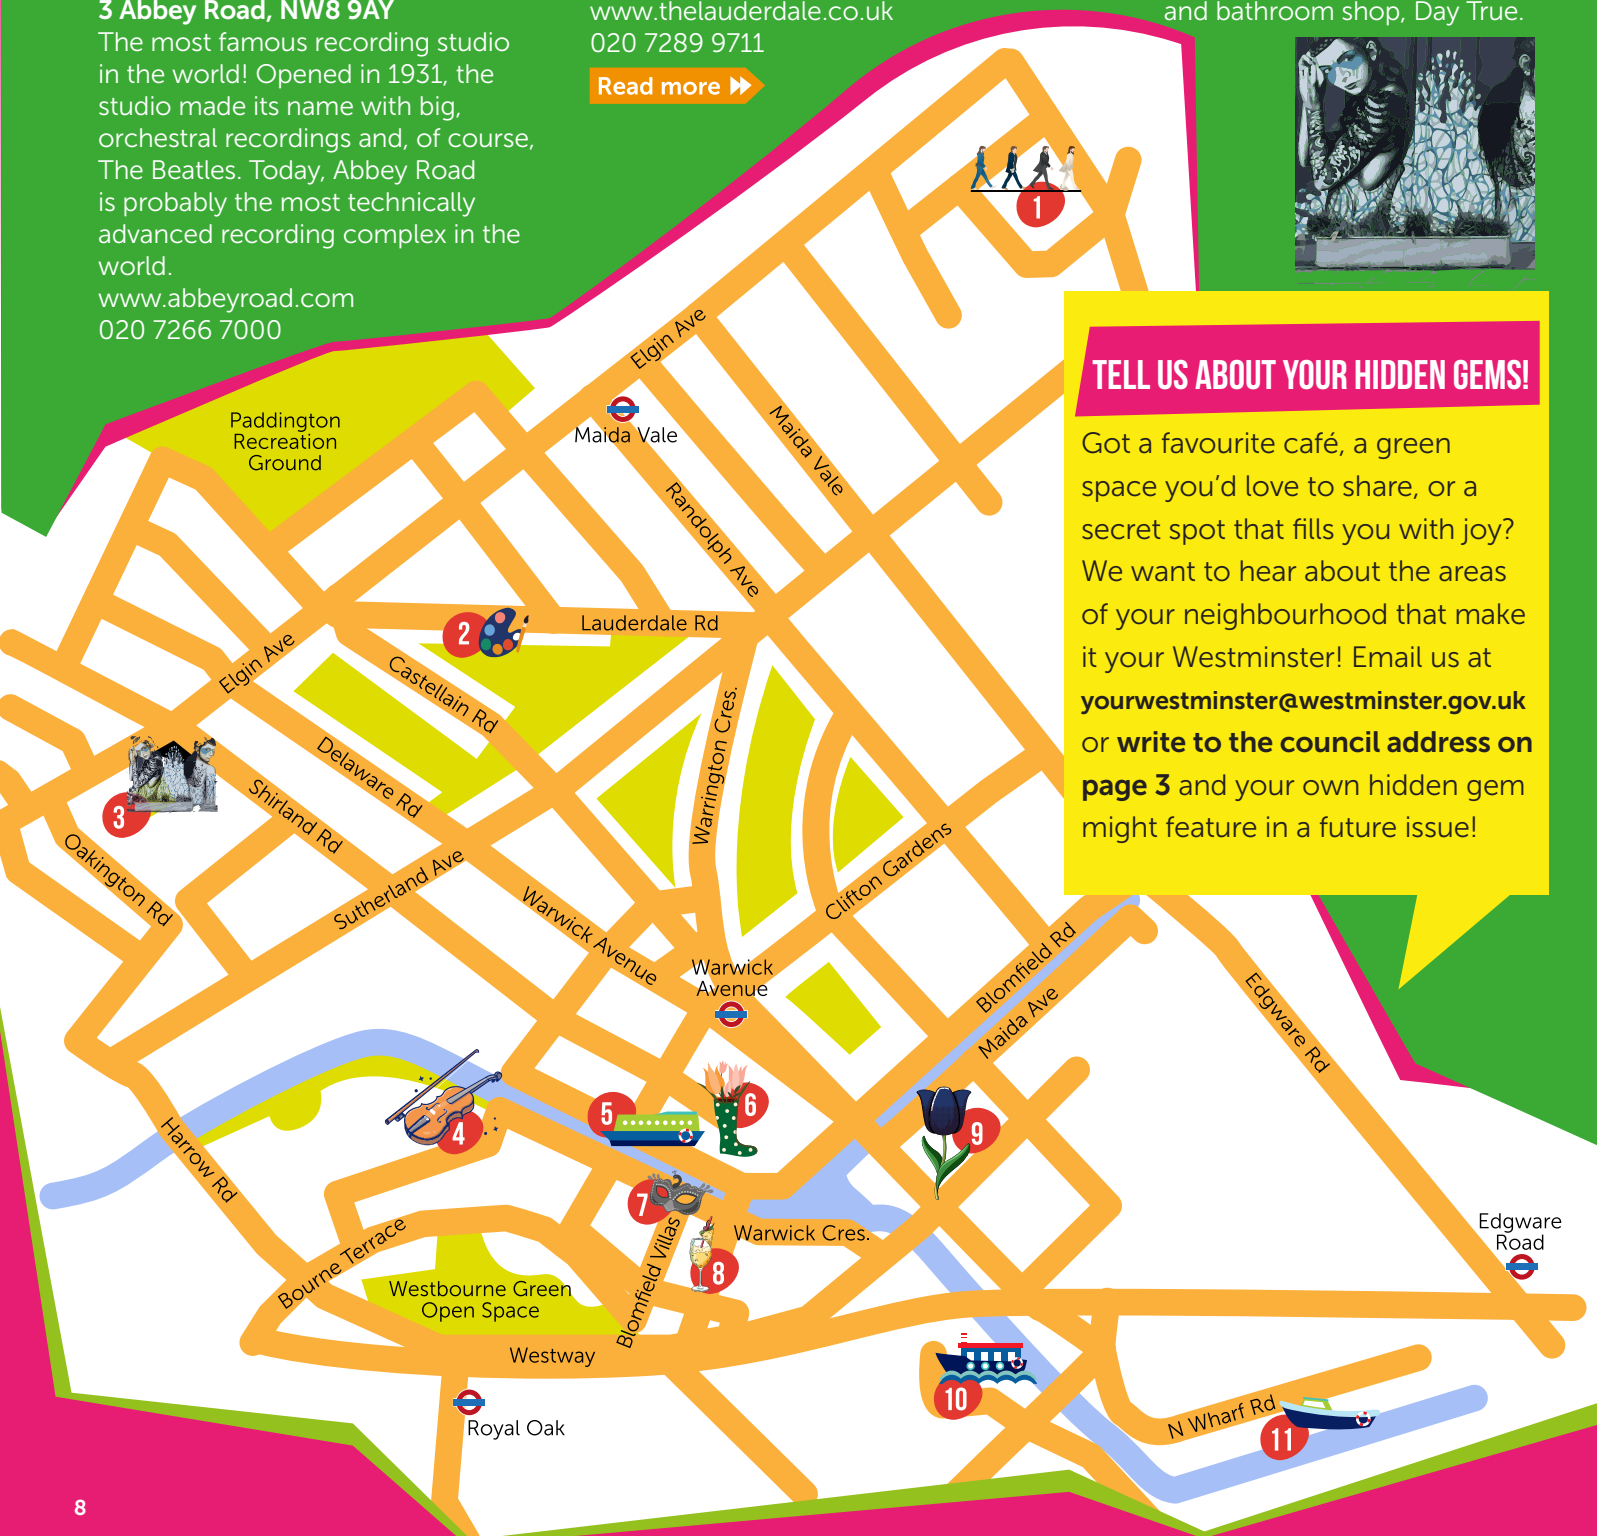 3 Abbey Road, NW8 9AY
The most famous recording studio
in the world! Opened in 1931, the
studio made its name with big,
orchestral recordings and, of course,
The Beatles. Today, Abbey Road
is probably the most technically
advanced recording complex in the
world.
www.abbeyroad.com
020 7266 7000
www.thelauderdale.co.uk
020 7289 9711
Read more
and bathroom shop, Day True.
TELL US ABOUT YOUR HIDDEN GEMS!
Got a favourite café, a green
space you’d love to share, or a
secret spot that fills you with joy?
We want to hear about the areas
of your neighbourhood that make
it your Westminster! Email us at
yourwestminster@westminster.gov.uk
or write to the council address on
page 3 and your own hidden gem
might feature in a future issue!
1
Elgin Ave
Paddington
Recreation
Ground
Maida Vale
Maida Vale
Randolph Ave
2
Lauderdale Rd
Elgin Ave
Castellain Rd
Warrington Cres.
Delaware Rd
3
Shirland Rd
Oakington Rd
Sutherland Ave
Clifton Gardens
Warwick Avenue
Warwick
Avenue
Blomfield Rd
Maida Ave
Edgware Rd
4
5
6
7
8
9
Harrow Rd
Bourne Terrace
Blomfield Villas
Warwick Cres.
Edgware
Road
Westbourne Green
Open Space
Westway
10
Royal Oak
N Wharf Rd
11
8